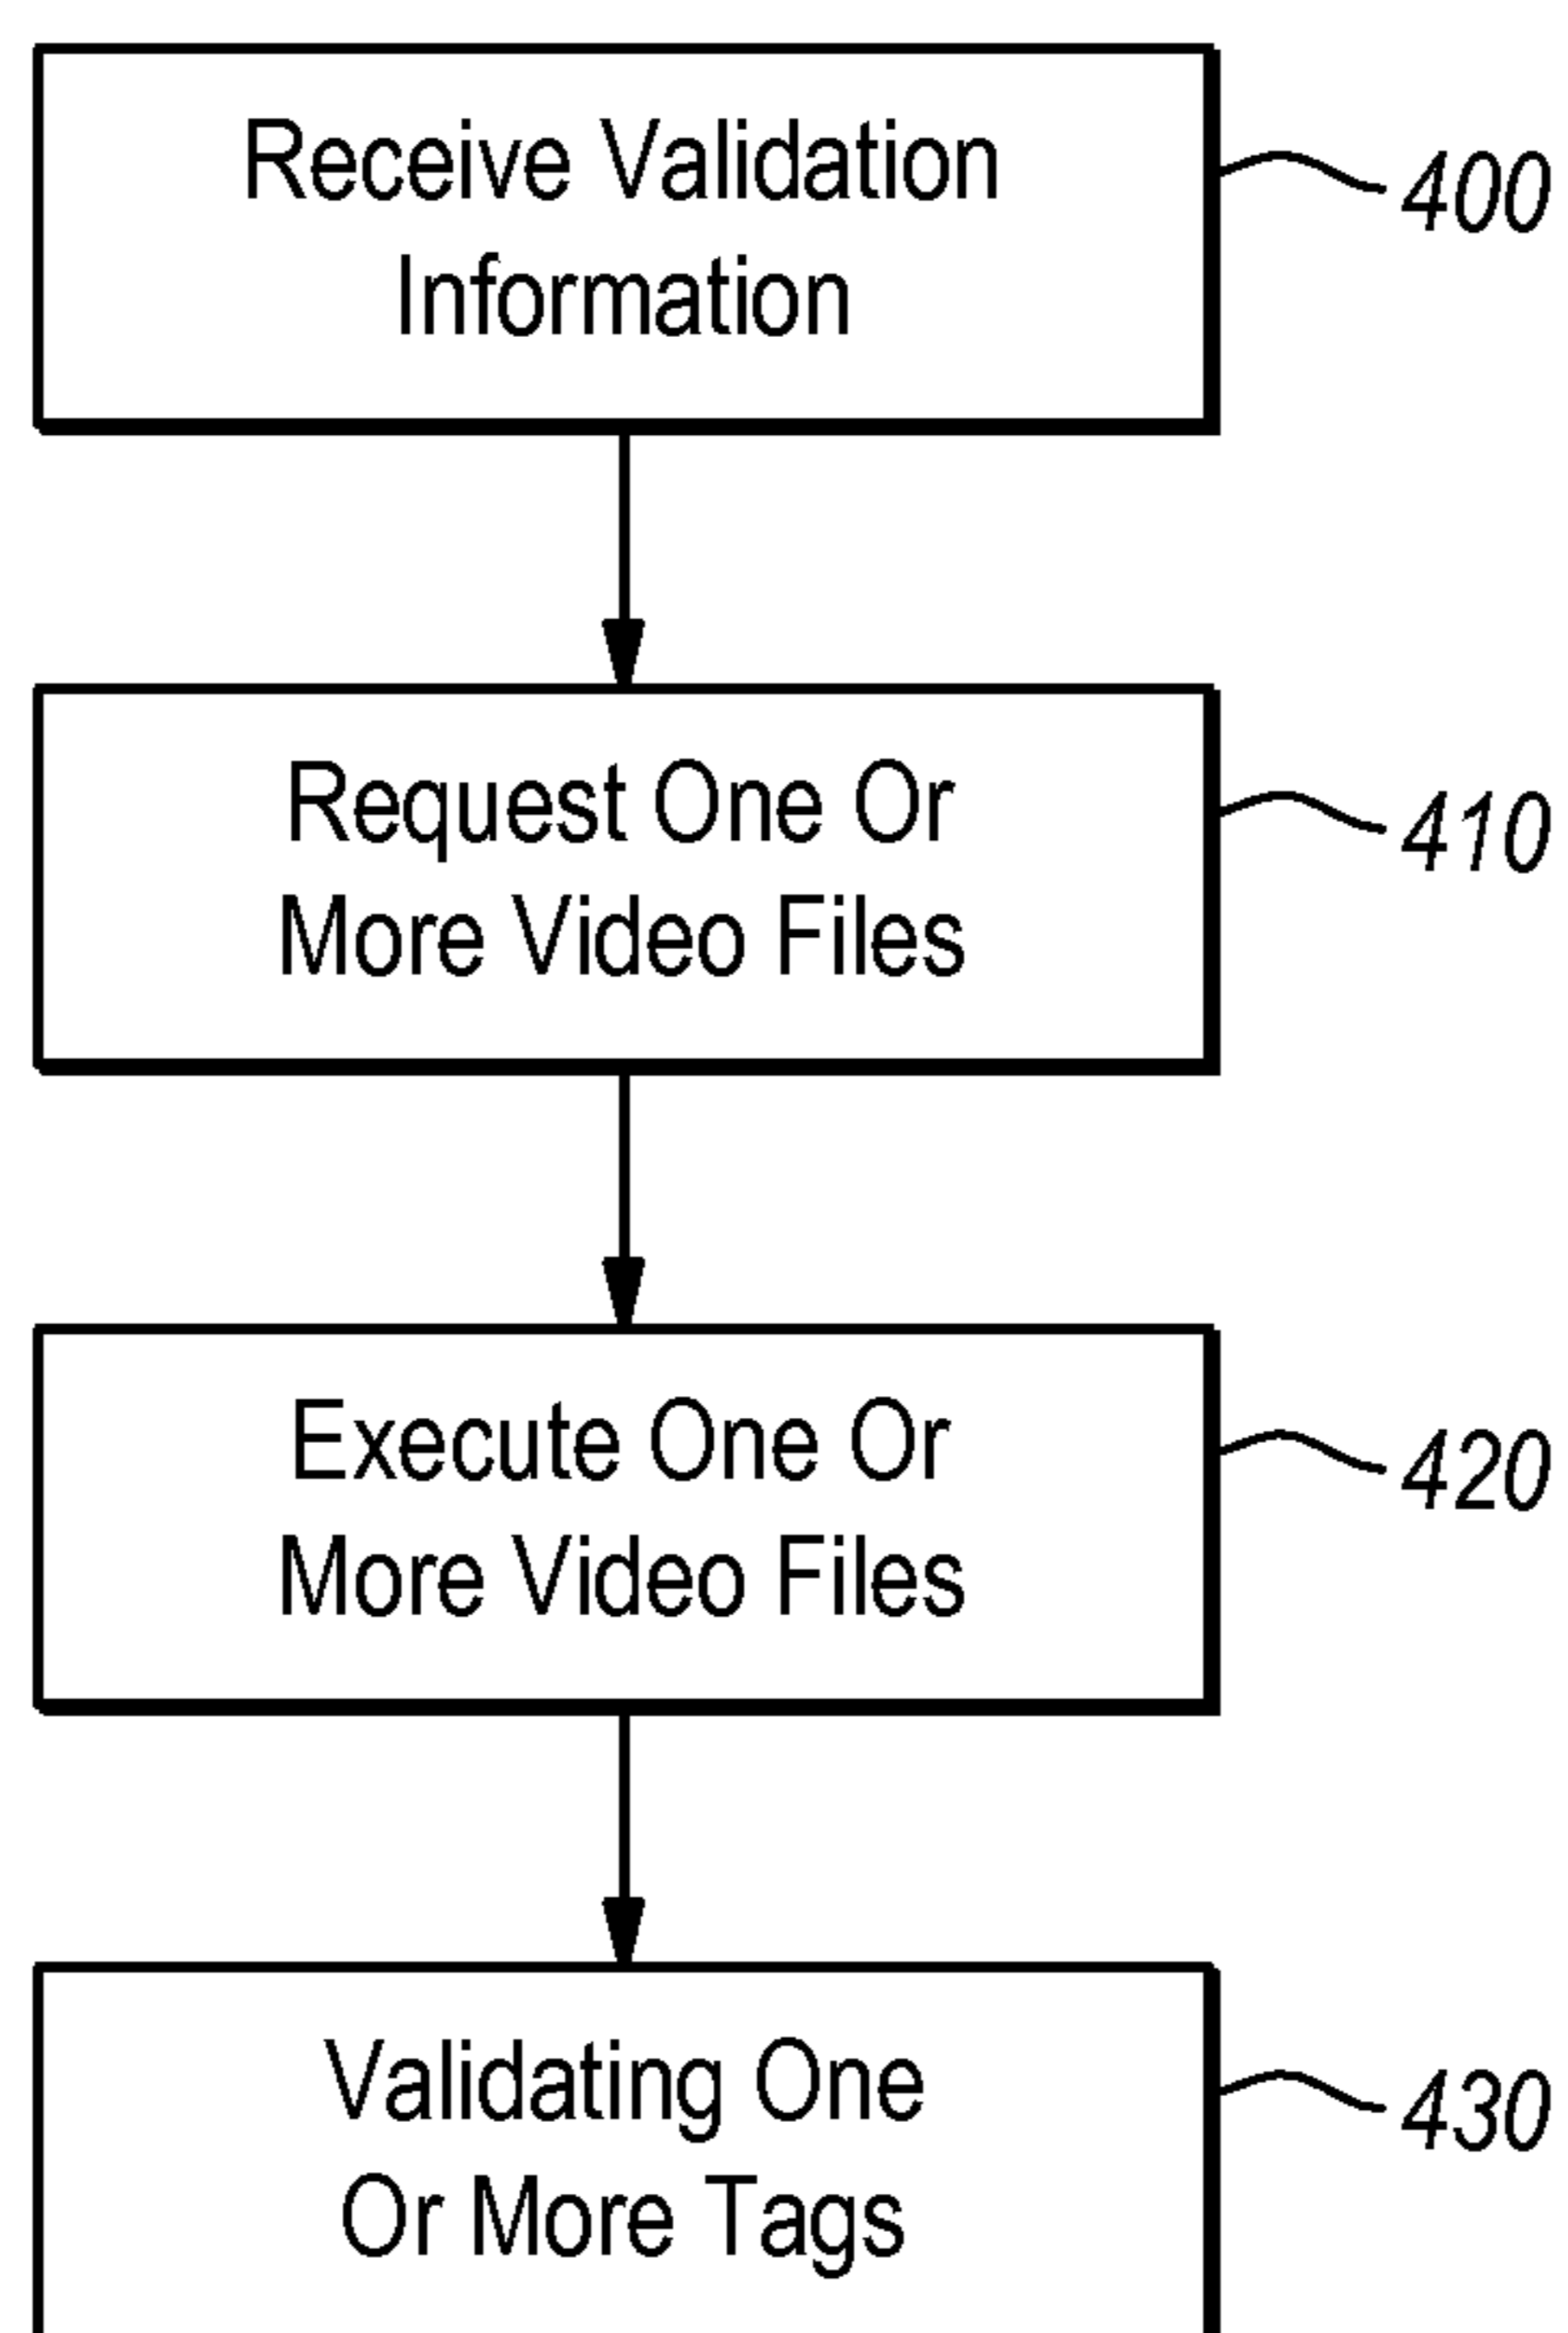 Receive Validation
Information
400
Request One Or
More Video Files
410
Execute One Or
More Video Files
420
Validating One
Or More Tags
430